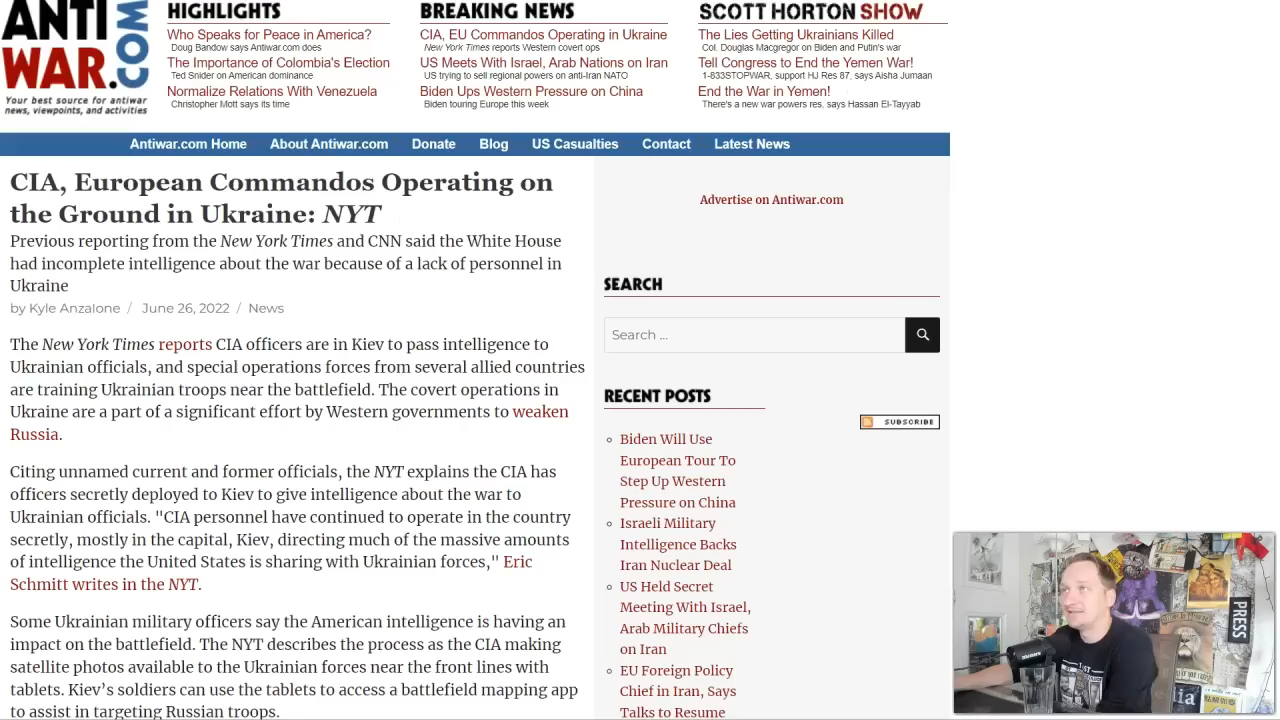 ANTI
WAR.COM
Your best source for antiwar
news, viewpoints, and activities
HIGHLIGHTS
Who Speaks for Peace in America?
Doug Bandow says Antiwar.com does
The Importance of Colombia's Election
Ted Snider on American dominance
Normalize Relations With Venezuela
Christopher Mott says its time
BREAKING NEWS
CIA, EU Commandos Operating in Ukraine
New York Times reports Western covert ops
US Meets With Israel, Arab Nations on Iran
US trying to sell regional powers on anti-Iran NATO
Biden Ups Western Pressure on China
Biden touring Europe this week
SCOTT HORTON SHOW
The Lies Getting Ukrainians Killed
Col. Douglas Macgregor on Biden and Putin's war
Tell Congress to End the Yemen War!
1-833STOPWAR, support HJ Res 87, says Aisha Jumaan
End the War in Yemen!
There's a new war powers res, says Hassan El-Tayyab
Antiwar.com Home About Antiwar.com Donate Blog US Casualties Contact Latest News
CIA, European Commandos Operating on
the Ground in Ukraine: NYT
Previous reporting from the New York Times and CNN said the White House
had incomplete intelligence about the war because of a lack of personnel in
Ukraine
by Kyle Anzalone / June 26, 2022 / News
The New York Times reports CIA officers are in Kiev to pass intelligence to
Ukrainian officials, and special operations forces from several allied countries
are training Ukrainian troops near the battlefield. The covert operations in
Ukraine are a part of a significant effort by Western governments to weaken
Russia.
Citing unnamed current and former officials, the NYT explains the CIA has
officers secretly deployed to Kiev to give intelligence about the war to
Ukrainian officials. "CIA personnel have continued to operate in the country
secretly, mostly in the capital, Kiev, directing much of the massive amounts
of intelligence the United States is sharing with Ukrainian forces," Eric
Schmitt writes in the NYT.
Some Ukrainian military officers say the American intelligence is having an
impact on the battlefield. The NYT describes the process as the CIA making
satellite photos available to the Ukrainian forces near the front lines with
tablets. Kiev's soldiers can use the tablets to access a battlefield mapping app
to assist in targeting Russian troops.
Advertise on Antiwar.com
SEARCH
Search ...
RECENT POSTS
SUBSCRIBE
Biden Will Use
European Tour To
Step Up Western
Pressure on China
Israeli Military
Intelligence Backs
Iran Nuclear Deal
US Held Secret
Meeting With Israel,
Arab Military Chiefs
on Iran
EU Foreign Policy
Chief in Iran, Says
Talks to Resume
PRESS